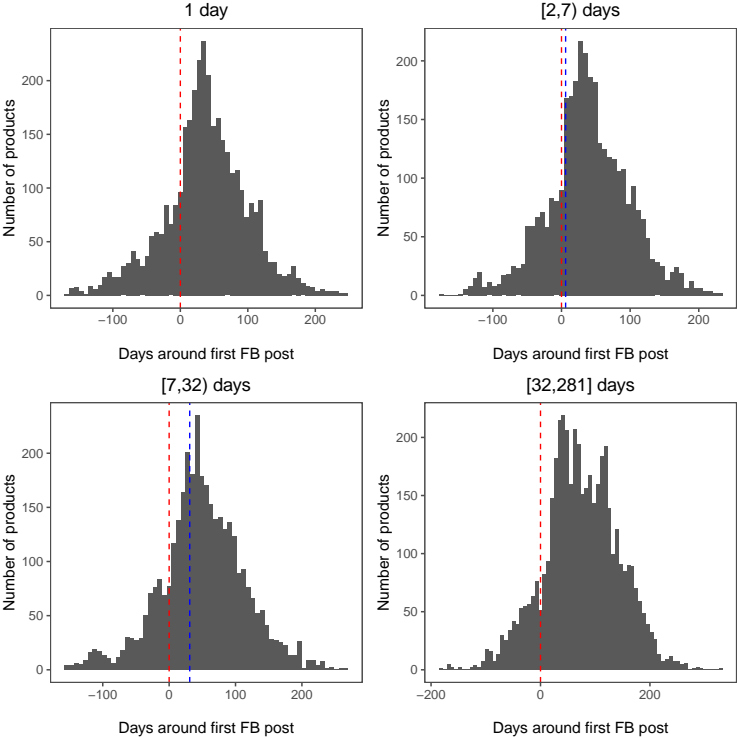 1 day
Number of products
200
150
100
50
0
−100 0 100 200
Days around first FB post
[2,7) days
Number of products
200
150
100
50
0
−100 0 100 200
Days around first FB post
[7,32) days
Number of products
200
150
100
50
0
−100 0 100 200
Days around first FB post
[32,281] days
Number of products
200
150
100
50
0
−200 0 200
Days around first FB post